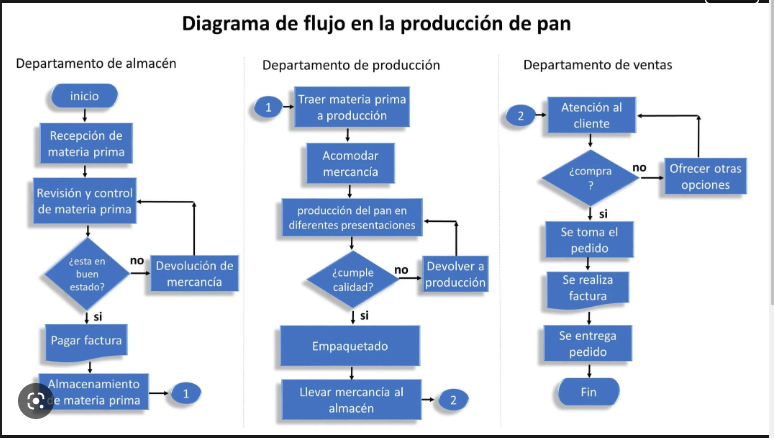 Diagrama de flujo en la producción de pan
Departamento de almacén
inicio
Recepción de
materia prima
Revisión y control
de materia prima
¿esta en
buen
estado?
no
Devolución de
mercancía
si
Pagar factura
Almacenamiento
de materia prima
1
Departamento de producción
1
Traer materia prima
a producción
Acomodar
mercancía
producción del pan en
diferentes presentaciones
¿cumple
calidad?
no
Devolver a
producción
si
Empaquetado
Llevar mercancía al
almacén
2
Departamento de ventas
2
Atención al
cliente
¿compra
?
no
Ofrecer otras
opciones
si
Se toma el
pedido
Se realiza
factura
Se entrega
pedido
Fin